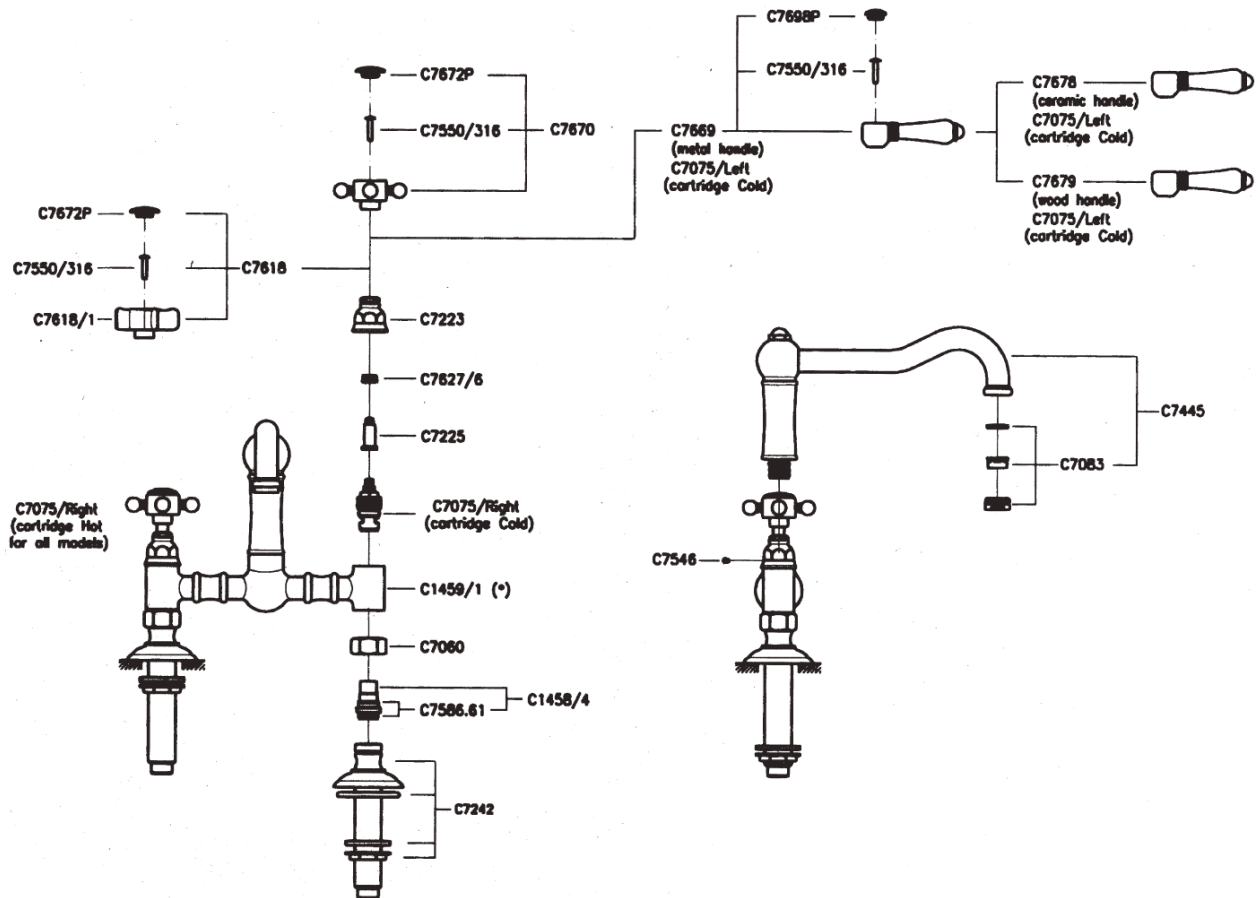 C7698P
C7672P
C7550/316
C7678
(ceramic handle)
C7075/Left
(cartridge Cold)
C7550/316
C7670
C7669
(metal handle)
C7075/Left
(cartridge Cold)
C7679
(wood handle)
C7075/Left
(cartridge Cold)
C7672P
C7550/316
C7618
C7618/1
C7223
C7627/6
C7445
C7225
C7083
C7075/Right
(cartridge Hot
for all models)
C7075/Right
(cartridge Cold)
C7546
C1459/1 (*)
C7060
C1458/4
C7586.61
C7242